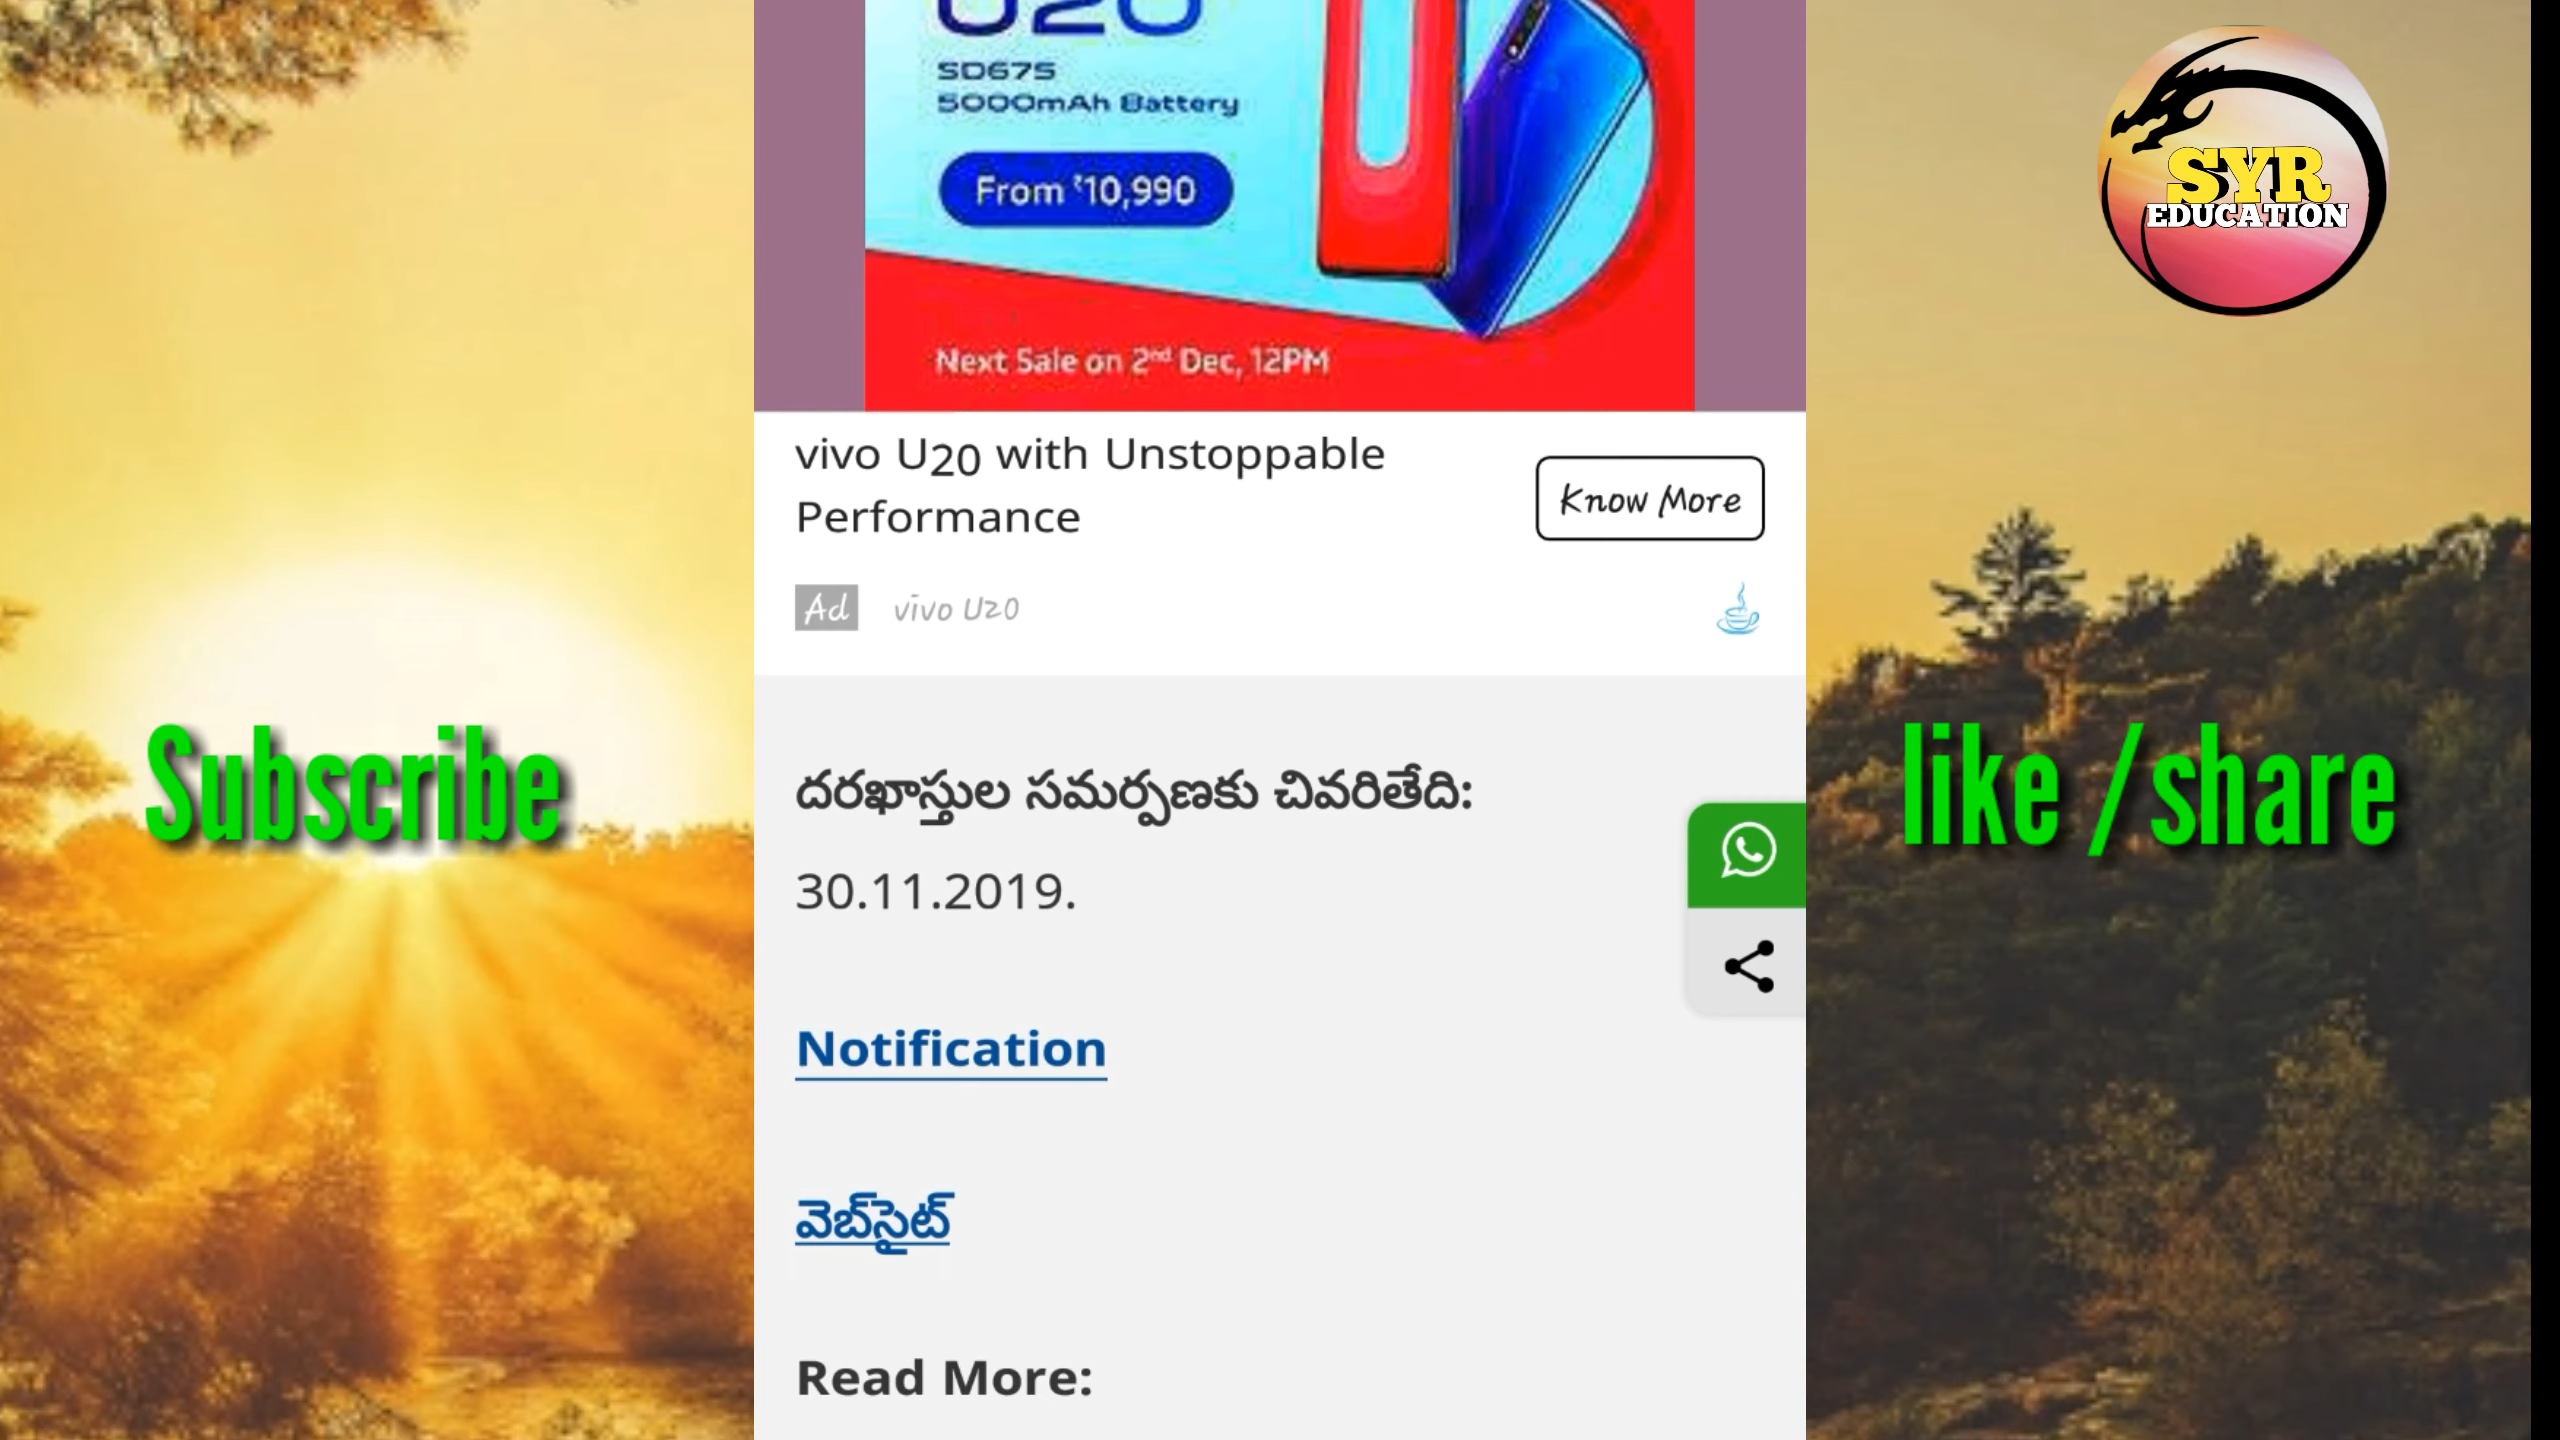 U20
SD675
5000mAh Battery
From ₹10,990
Next Sale on 2nd Dec, 12PM
SYR
EDUCATION
vivo U20 with Unstoppable
Performance
Know More
Ad vivo U20
Subscribe
like /share
దరఖాస్తుల సమర్పణకు చివరితేది:
30.11.2019.
Notification
వెబ్‌సైట్
Read More: